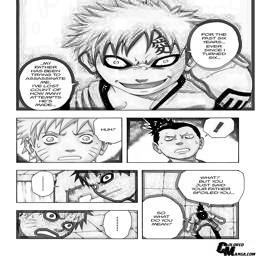 FOR THE
PAST SIX
YEARS...
EVER
SINCE I
TURNED
SIX...
MY
FATHER
HAS BEEN
TRYING TO
ASSASSINATE
ME.
I'VE LOST
COUNT OF
HOW MANY
ATTEMPTS
HE'S
MADE.
!
HUH?
WHAT?
BUT YOU
JUST SAID
YOUR FATHER
SPOILED YOU...
SO
WHAT DO
YOU MEAN?
COLORED
MANGA.COM